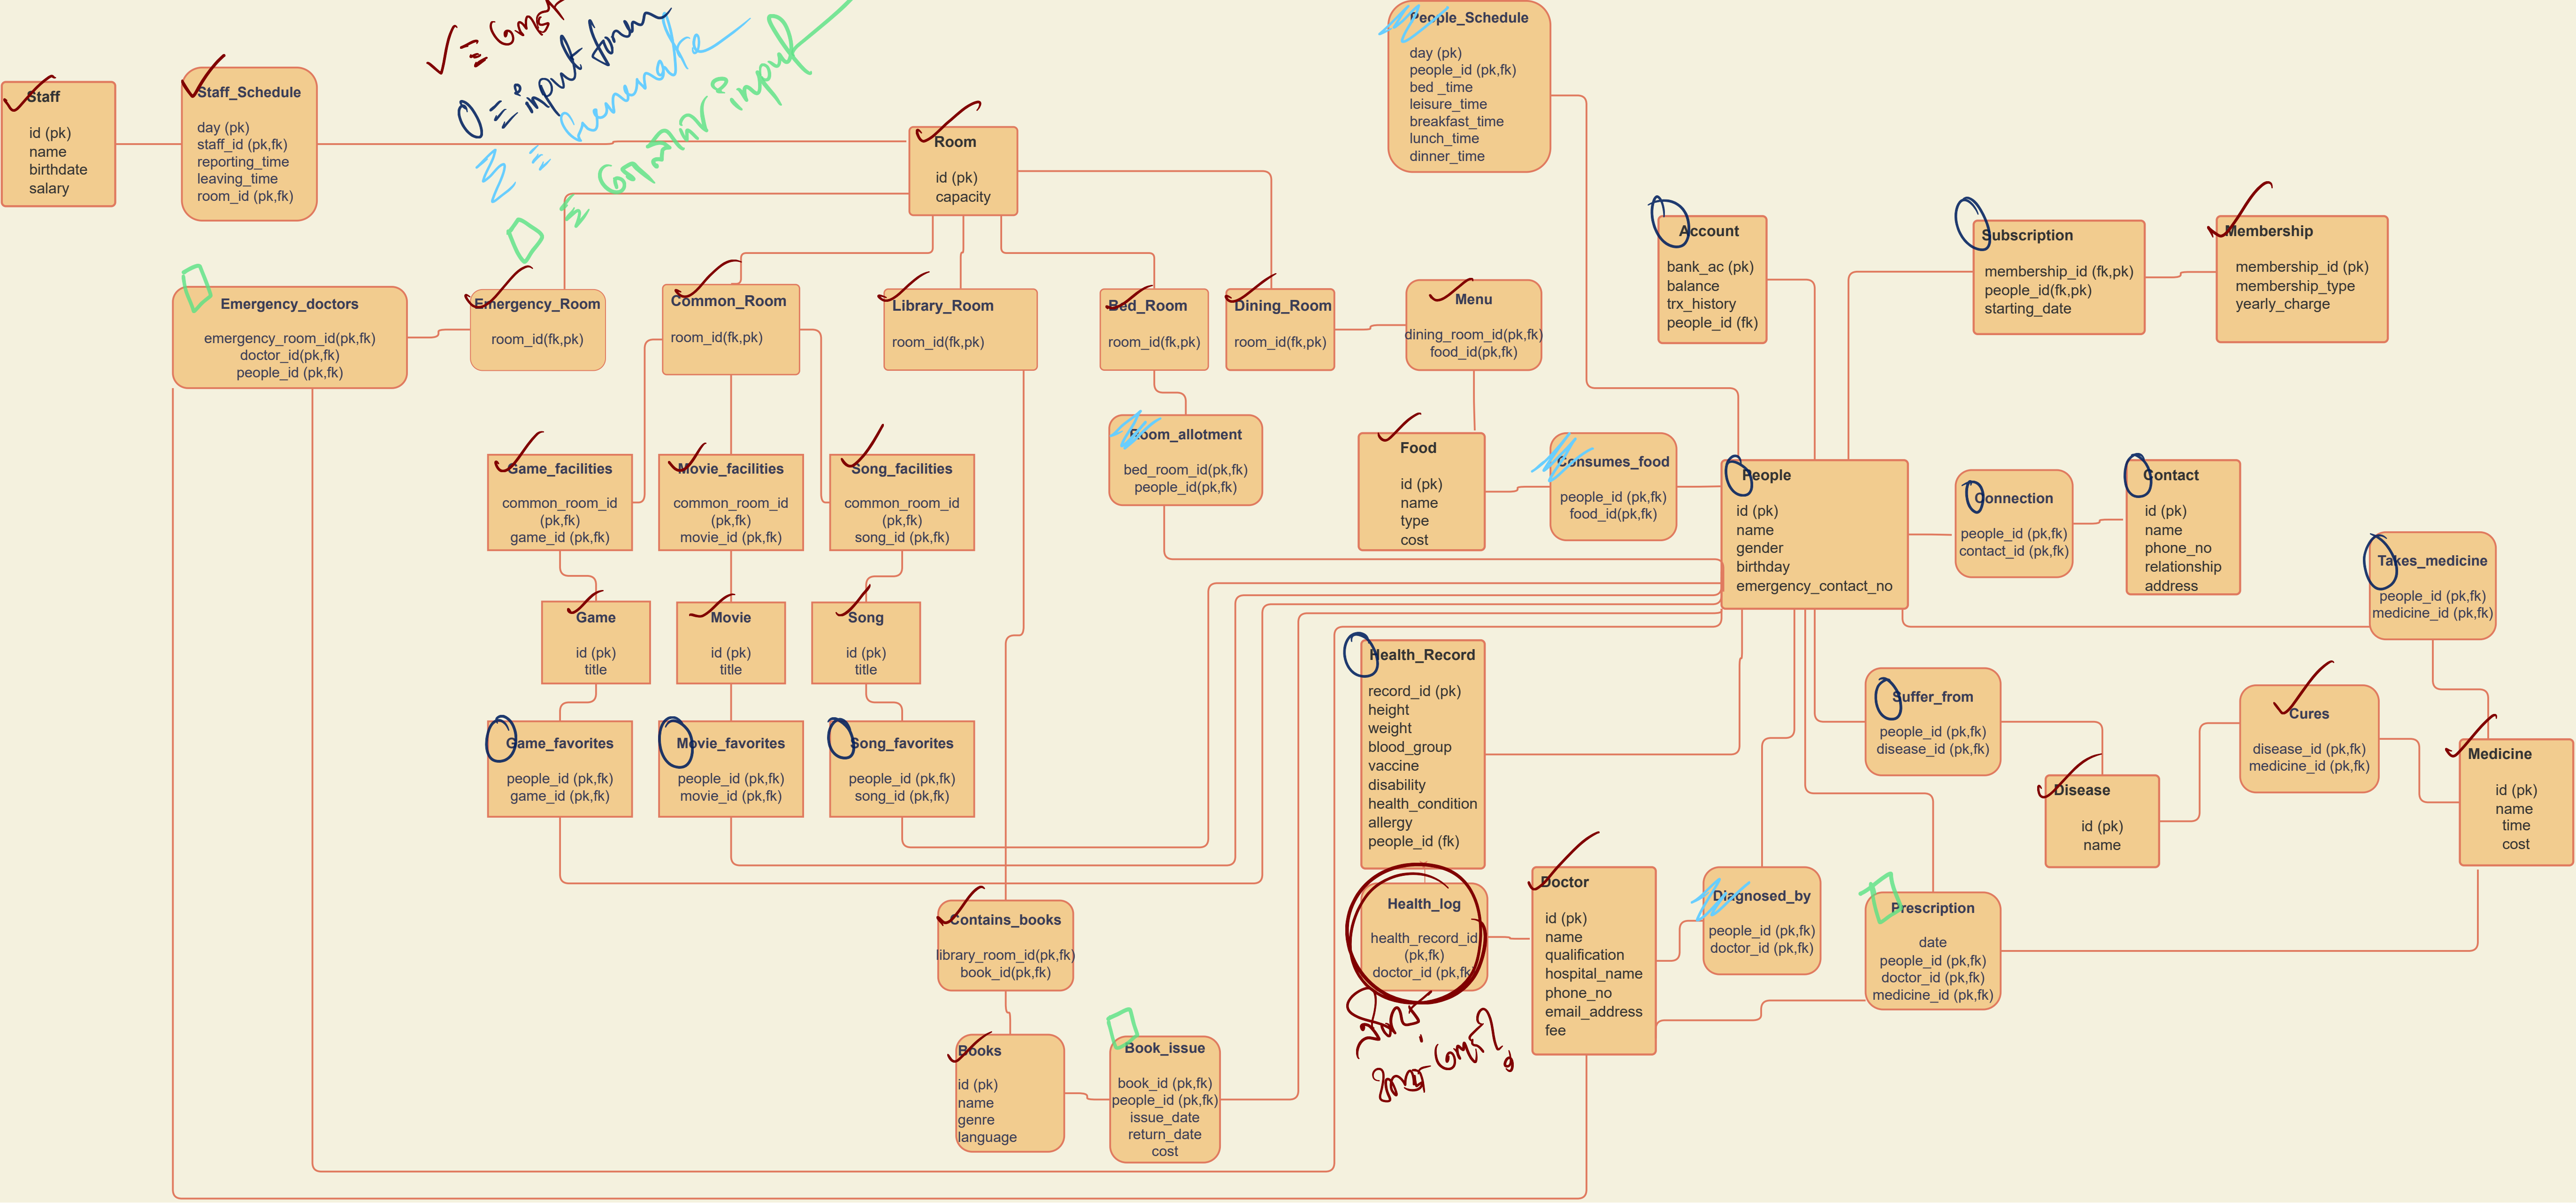 ≡ input form
≡ Generate
≡ input
Staff
id (pk)
name
birthdate
salary
Staff_Schedule
day (pk)
staff_id (pk,fk)
reporting_time
leaving_time
room_id (pk,fk)
Room
id (pk)
capacity
People_Schedule
day (pk)
people_id (pk,fk)
bed _time
leisure_time
breakfast_time
lunch_time
dinner_time
Account
bank_ac (pk)
balance
trx_history
people_id (fk)
Subscription
membership_id (fk,pk)
people_id(fk,pk)
starting_date
Membership
membership_id (pk)
membership_type
yearly_charge
Emergency_doctors
emergency_room_id(pk,fk)
doctor_id(pk,fk)
people_id (pk,fk)
Emergency_Room
room_id(fk,pk)
Common_Room
room_id(fk,pk)
Library_Room
room_id(fk,pk)
Bed_Room
room_id(fk,pk)
Dining_Room
room_id(fk,pk)
Menu
dining_room_id(pk,fk)
food_id(pk,fk)
Room_allotment
bed_room_id(pk,fk)
people_id(pk,fk)
Food
id (pk)
name
type
cost
Consumes_food
people_id (pk,fk)
food_id(pk,fk)
People
id (pk)
name
gender
birthday
emergency_contact_no
Connection
people_id (pk,fk)
contact_id (pk,fk)
Contact
id (pk)
name
phone_no
relationship
address
Takes_medicine
people_id (pk,fk)
medicine_id (pk,fk)
Game_facilities
common_room_id
(pk,fk)
game_id (pk,fk)
Movie_facilities
common_room_id
(pk,fk)
movie_id (pk,fk)
Song_facilities
common_room_id
(pk,fk)
song_id (pk,fk)
Game
id (pk)
title
Movie
id (pk)
title
Song
id (pk)
title
Game_favorites
people_id (pk,fk)
game_id (pk,fk)
Movie_favorites
people_id (pk,fk)
movie_id (pk,fk)
Song_favorites
people_id (pk,fk)
song_id (pk,fk)
Health_Record
record_id (pk)
height
weight
blood_group
vaccine
disability
health_condition
allergy
people_id (fk)
Suffer_from
people_id (pk,fk)
disease_id (pk,fk)
Cures
disease_id (pk,fk)
medicine_id (pk,fk)
Disease
id (pk)
name
Medicine
id (pk)
name
time
cost
Health_log
health_record_id
(pk,fk)
doctor_id (pk,fk)
Doctor
id (pk)
name
qualification
hospital_name
phone_no
email_address
fee
Diagnosed_by
people_id (pk,fk)
doctor_id (pk,fk)
Prescription
date
people_id (pk,fk)
doctor_id (pk,fk)
medicine_id (pk,fk)
Contains_books
library_room_id(pk,fk)
book_id(pk,fk)
Books
id (pk)
name
genre
language
Book_issue
book_id (pk,fk)
people_id (pk,fk)
issue_date
return_date
cost